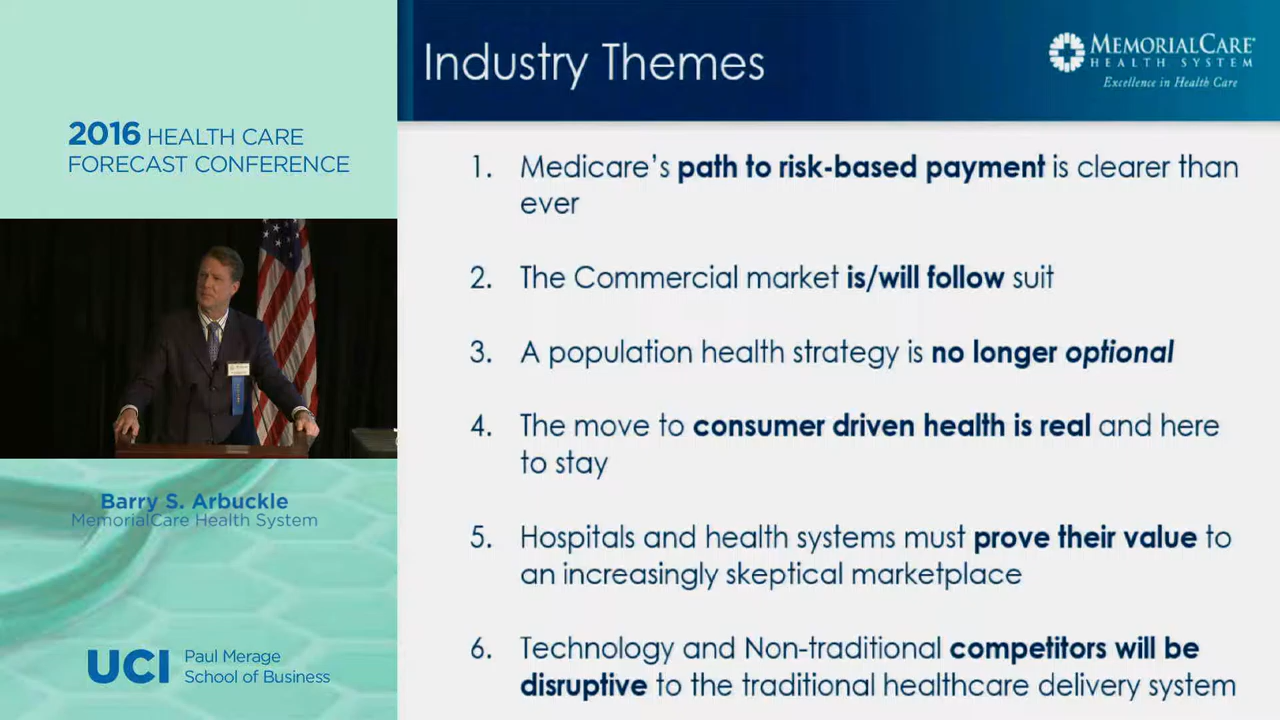 2016 HEALTH CARE
FORECAST CONFERENCE
Barry S. Arbuckle
MemorialCare Health System
UCI Paul Merage
School of Business
Industry Themes
MEMORIALCARE
HEALTH SYSTEM
Excellence in Health Care
1. Medicare's path to risk-based payment is clearer than
ever
2. The Commercial market is/will follow suit
3. A population health strategy is no longer optional
4. The move to consumer driven health is real and here
to stay
5. Hospitals and health systems must prove their value to
an increasingly skeptical marketplace
6. Technology and Non-traditional competitors will be
disruptive to the traditional healthcare delivery system